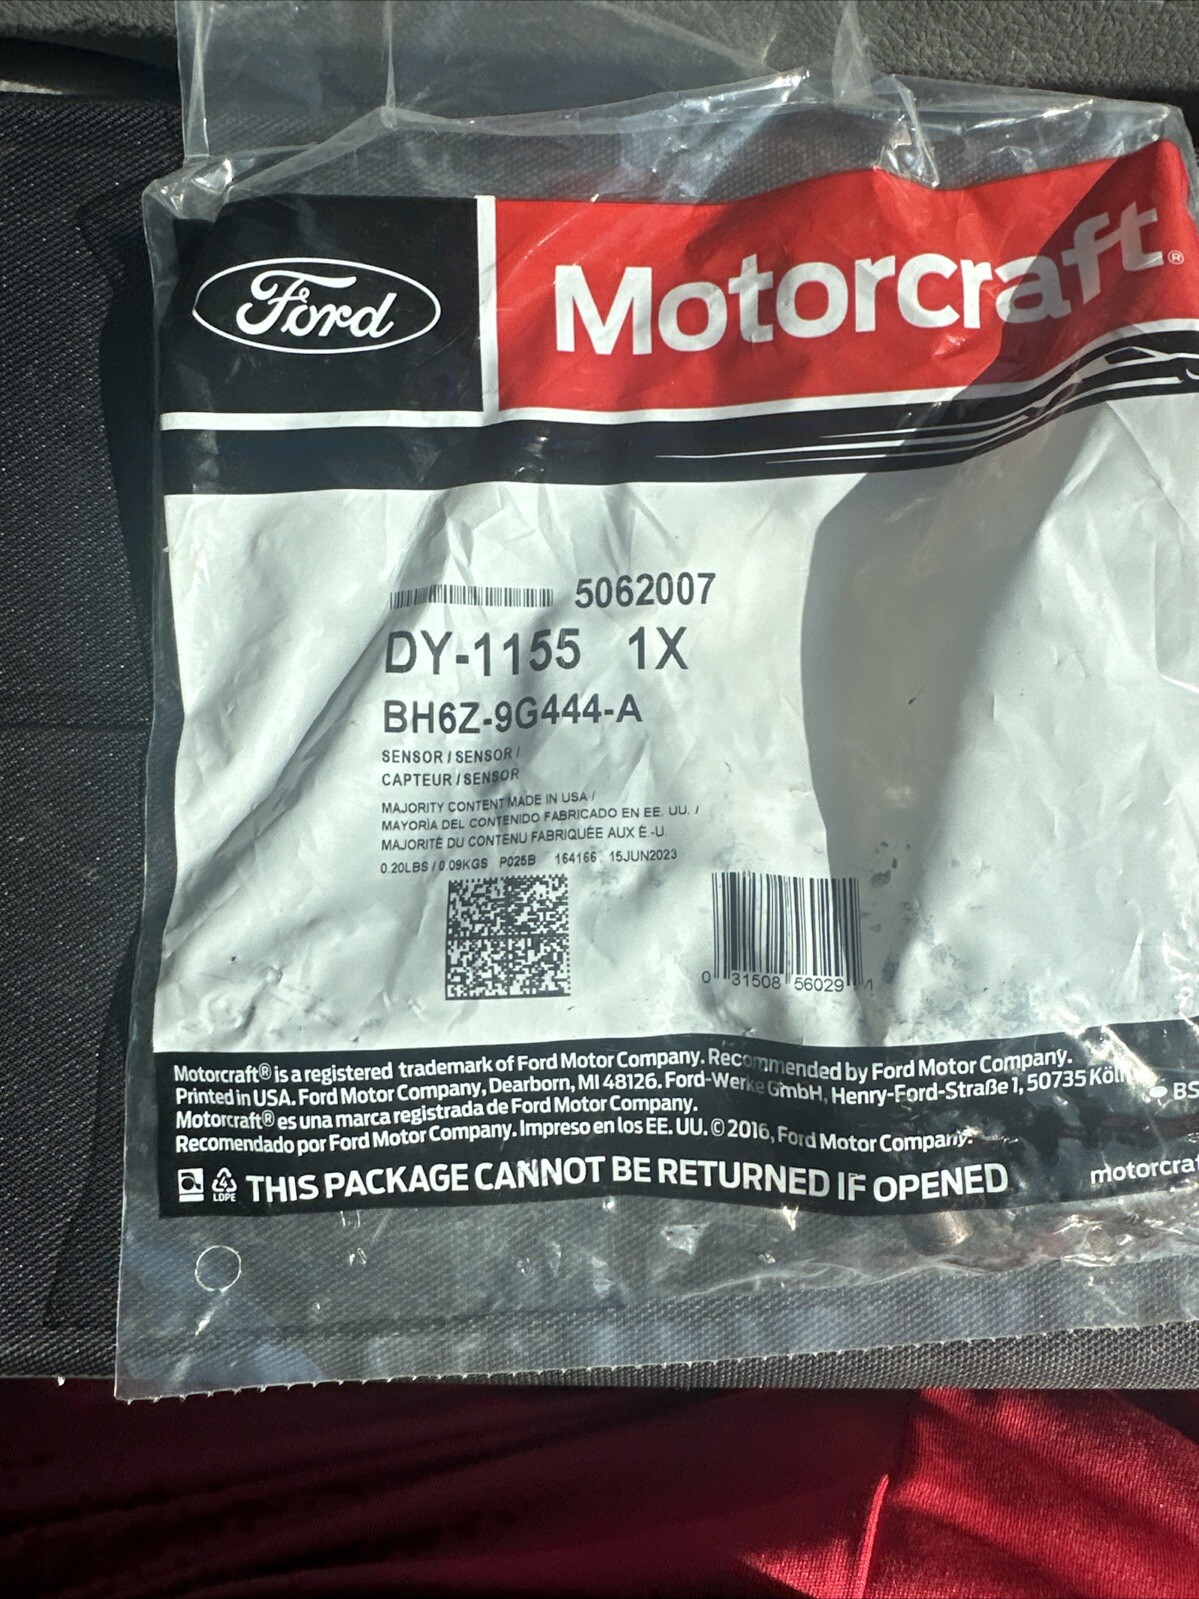 Ford
Motorcraft®
5062007
DY-1155 1X
BH6Z-9G444-A
SENSOR / SENSOR /
CAPTEUR / SENSOR
MAJORITY CONTENT MADE IN USA /
MAYORÍA DEL CONTENIDO FABRICADO EN EE. UU. /
MAJORITÉ DU CONTENU FABRIQUÉE AUX É.-U.
0.20LBS / 0.09KGS P025B 164166 15JUN2023
0 31508 56029 1
Motorcraft® is a registered trademark of Ford Motor Company. Recommended by Ford Motor Company.
Printed in USA. Ford Motor Company, Dearborn, MI 48126. Ford-Werke GmbH, Henry-Ford-Straße 1, 50735 Köln
BS
Motorcraft® es una marca registrada de Ford Motor Company.
Recomendado por Ford Motor Company. Impreso en los EE. UU. © 2016, Ford Motor Company.
4
LDPE
THIS PACKAGE CANNOT BE RETURNED IF OPENED
motorcraf